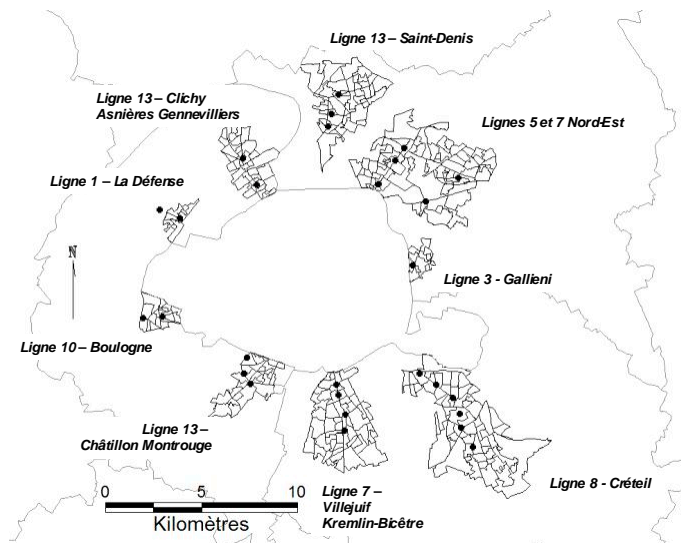 Ligne 13 – Saint-Denis
Ligne 13 – Clichy
Asnières Gennevilliers
Lignes 5 et 7 Nord-Est
Ligne 1 – La Défense
N
Ligne 3 - Gallieni
Ligne 10 – Boulogne
Ligne 13 –
Châtillon Montrouge
Ligne 8 - Créteil
0 5 10
Kilomètres
Ligne 7 –
Villejuif
Kremlin-Bicêtre